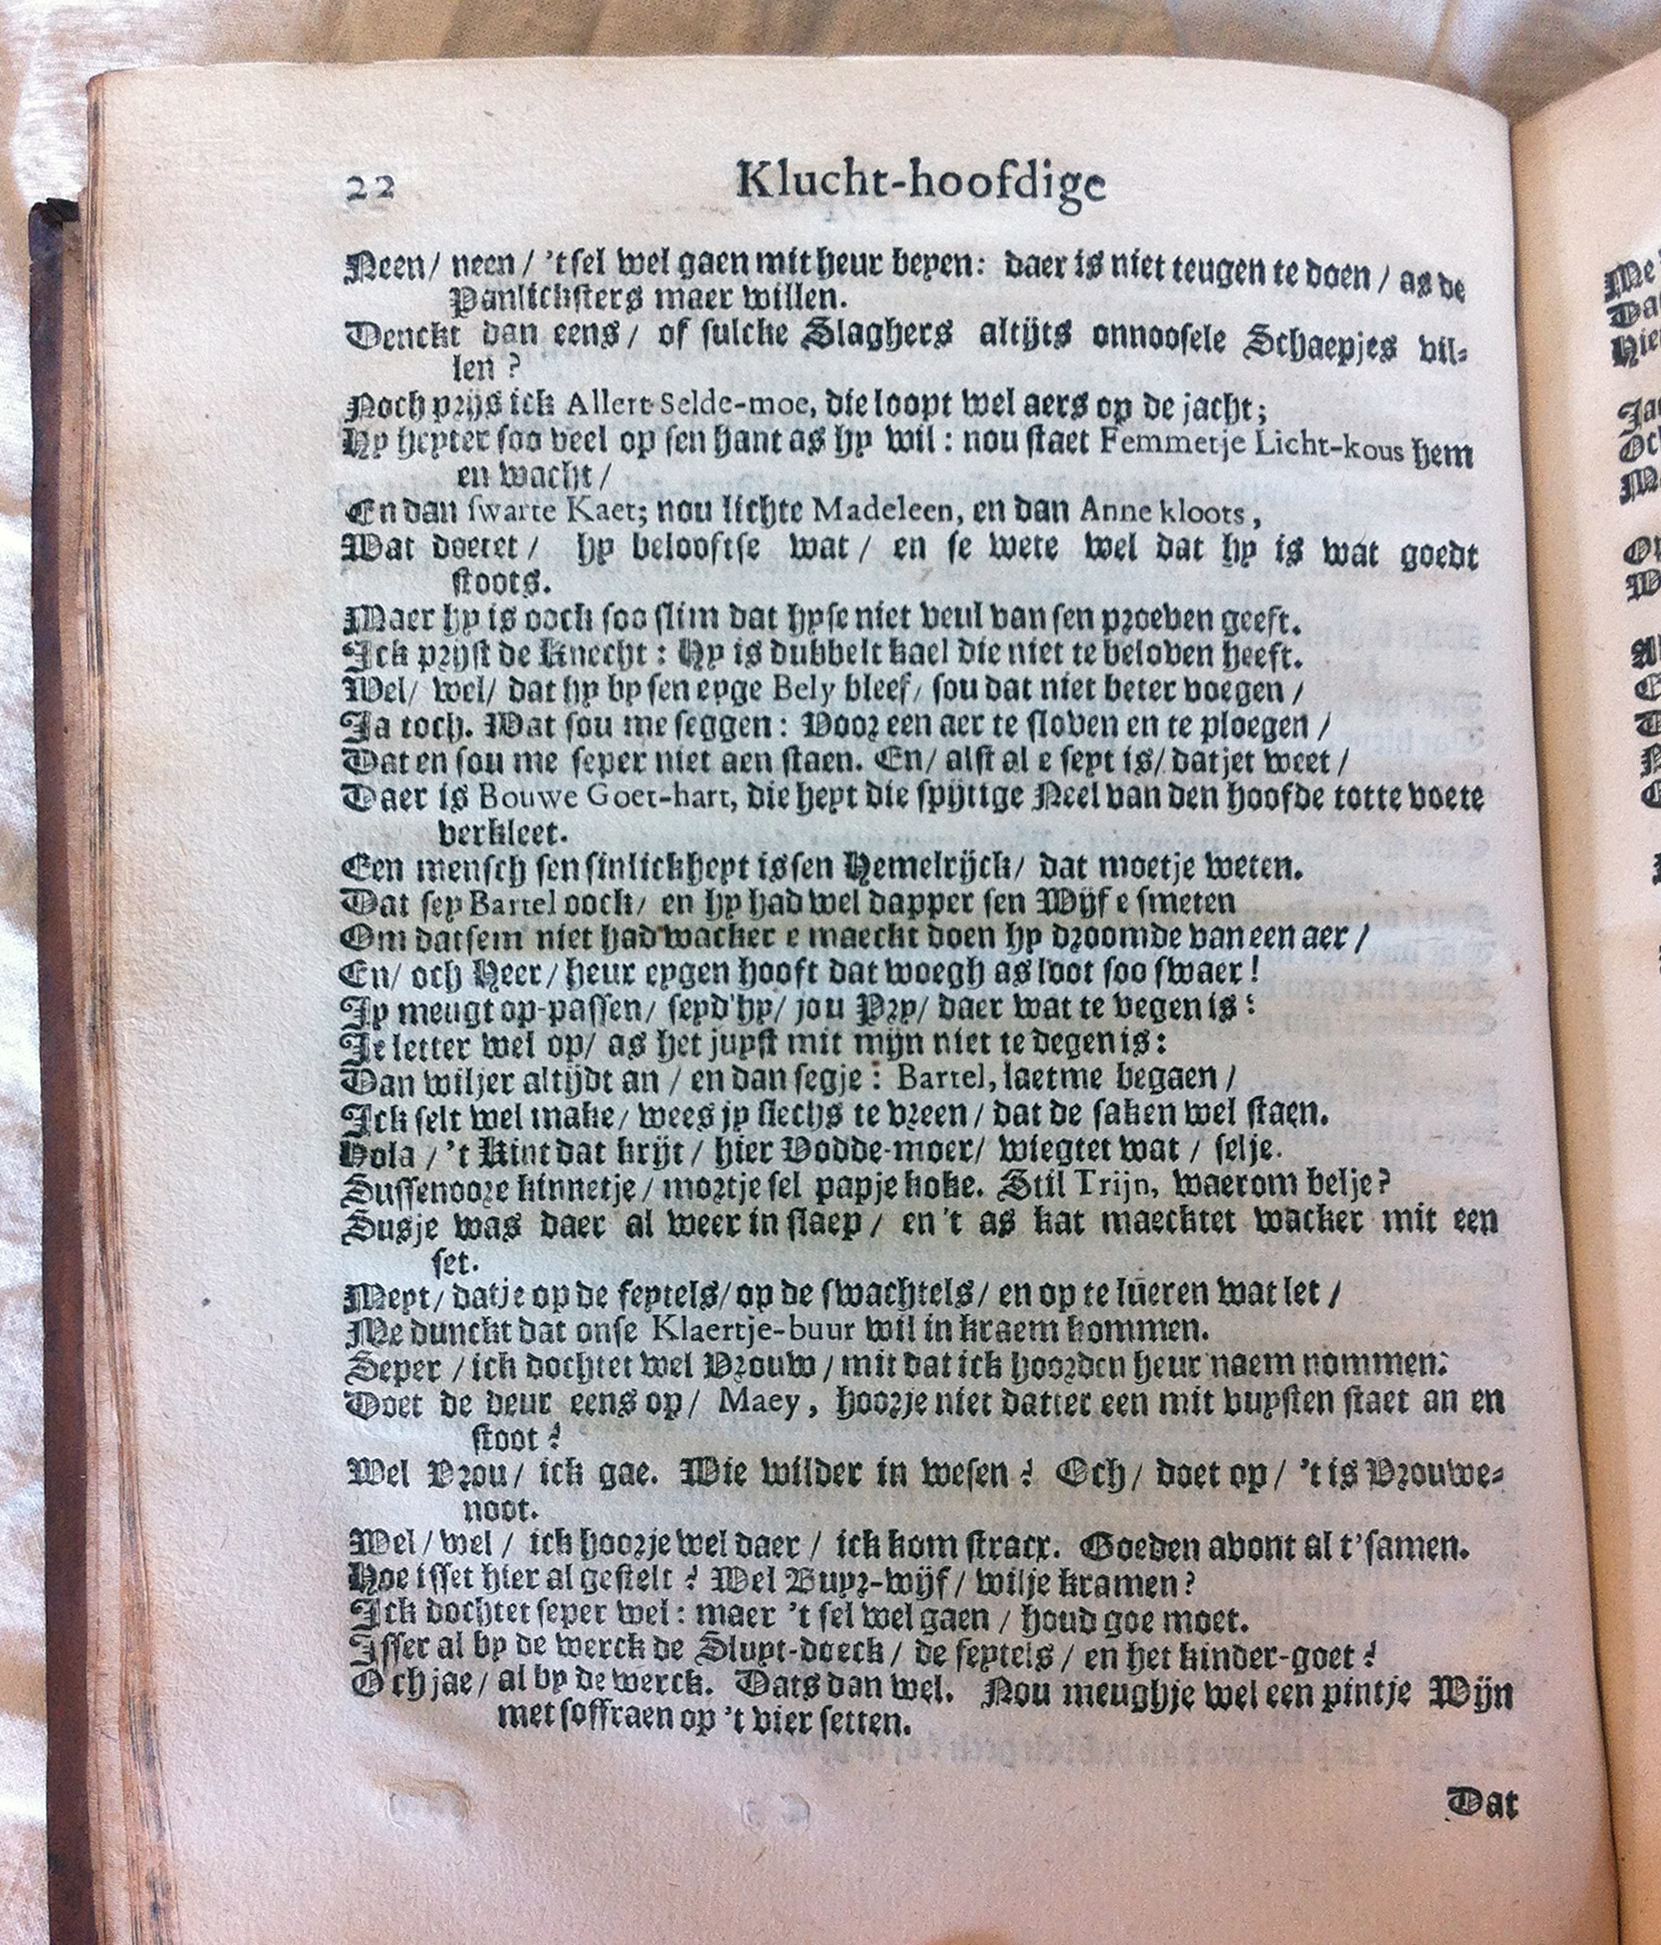 22 Klucht-hoofdige
Neen/ neen/ 'tsel wel gaen mit heur beyen: daer is niet teugen te doen/ as de
Panlickſters maer willen.
Denckt dan eens/ of ſulcke Slaghers altijts onnooſele Schaepjes vil-
len?
Noch prijs ick Allert Selde-moe, die loopt wel aers op de jacht;
Hy heyter ſoo veel op ſen hant as hy wil: nou ſtaet Femmetje Licht-kous hem
en wacht/
En dan ſwarte Kaet; nou lichte Madeleen, en dan Anne kloots,
Wat doeret/ hy belooftſe wat/ en ſe wete wel dat hy is wat goedt
ſtoots.
Maer hy is oock ſoo ſlim dat hyſe niet veul van ſen proeven geeft.
Ick prijſt de Knecht: Hy is dubbelt kael die niet te beloven heeft.
Wel/ wel/ dat hy by ſen eyge Bely bleef/ ſou dat niet beter voegen/
Ja toch. Wat ſou me ſeggen: Voor een aer te ſloven en te ploegen/
Dat en ſou me ſeper niet aen ſtaen. En/ alſt al e ſeyt is/ datjet weet/
Daer is Bouwe Goet-hart, die heyt die ſpijtige Neel van den hoofde totte voete
verkleet.
Een menſch ſen ſinlickheyt is ſen Hemelrijck/ dat moetje weten.
Dat ſey Bartel oock/ en hy had wel dapper ſen Wijf e ſmeten
Om datſem niet had wacker e maeckt doen hy droomde van een aer/
En/ och Heer/ heur eygen hooft dat woegh as loot ſoo ſwaer!
Jy meugt op-paſſen/ ſeyd'hy/ jou Pry/ daer wat te vegen is:
Je letter wel op/ as het juyſt mit mijn niet te degen is:
Dan wiljer altijdt an/ en dan ſegje: Bartel, laetme begaen/
Ick ſelt wel make/ wees jy ſlechs te vreen/ dat de ſaken wel ſtaen.
Hola/ 't Kint dat krijt/ hier Vodde-moer/ wiegtet wat/ ſelje.
Suſſenoore kinnetje/ mortje ſel papje koke. Stil Trijn, waerom belje?
Susje was daer al weer in ſlaep/ en 't as kat maecktet wacker mit een
ſet.
Meyt/ datje op de feytels/ op de ſwachtels/ en op te lueren wat let/
Me dunckt dat onſe Klaertje-buur wil in kraem kommen.
Seper/ ick dochtet wel Vrouw/ mit dat ick hoorden heur naem nommen:
Doet de deur eens op/ Maey, hoorje niet datter een mit vuyſten ſtaet an en
ſtoot?
Wel Vrou/ ick gae. Wie wilder in weſen? Och/ doet op/ 't is Vrouwe-
noot.
Wel/ wel/ ick hoorje wel daer/ ick kom ſtracx. Goeden avont al t'ſamen.
Hoe iſſet hier al geſtelt? Wel Buyr-wijf/ wilje kramen?
Ick dochtet ſeper wel: maer 't ſel wel gaen/ houd goe moet.
Iſſer al by de werck de Sluyt-doeck/ de feytels/ en het kinder-goet?
Och jae/ al by de werck. Dats dan wel. Nou meughje wel een pintje Wijn
met ſoffraen op 't vier ſetten.
Dat